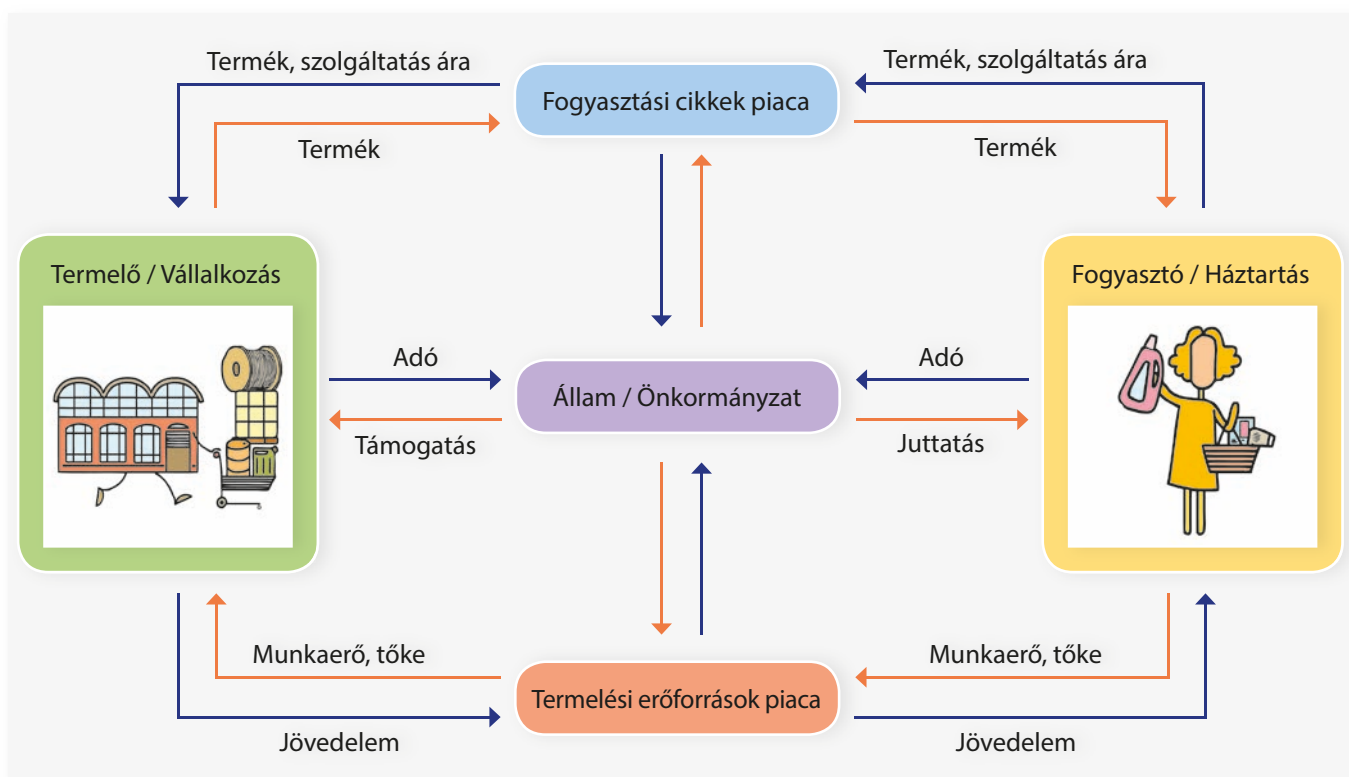 Termék, szolgáltatás ára
Termék, szolgáltatás ára
Fogyasztási cikkek piaca
Termék
Termék
Termelő / Vállalkozás
Fogyasztó / Háztartás
Adó
Adó
Állam / Önkormányzat
Támogatás
Juttatás
Munkaerő, tőke
Munkaerő, tőke
Termelési erőforrások piaca
Jövedelem
Jövedelem